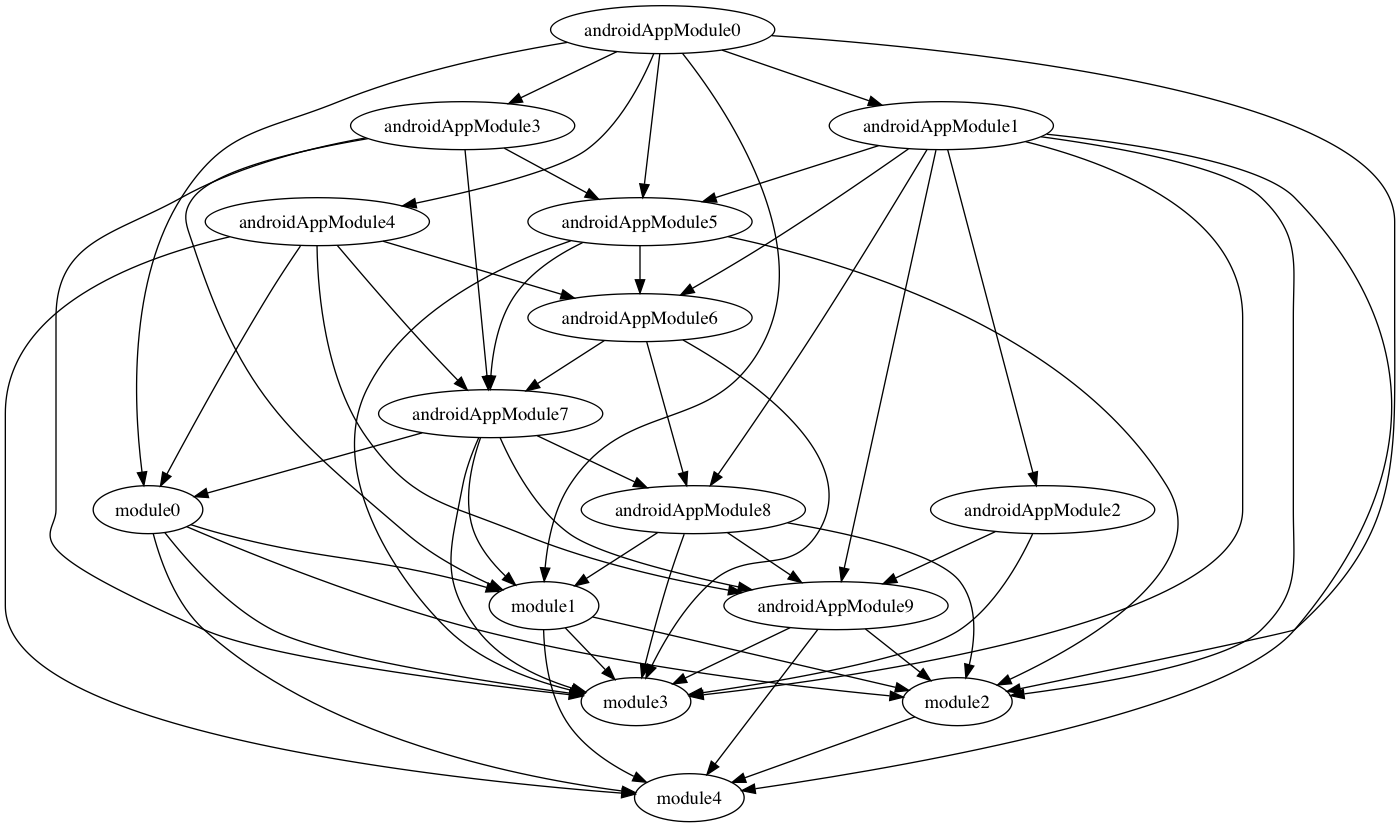 androidAppModule0
androidAppModule3
androidAppModule1
androidAppModule4
androidAppModule5
androidAppModule6
androidAppModule7
module0
androidAppModule8
androidAppModule2
module1
androidAppModule9
module3
module2
module4